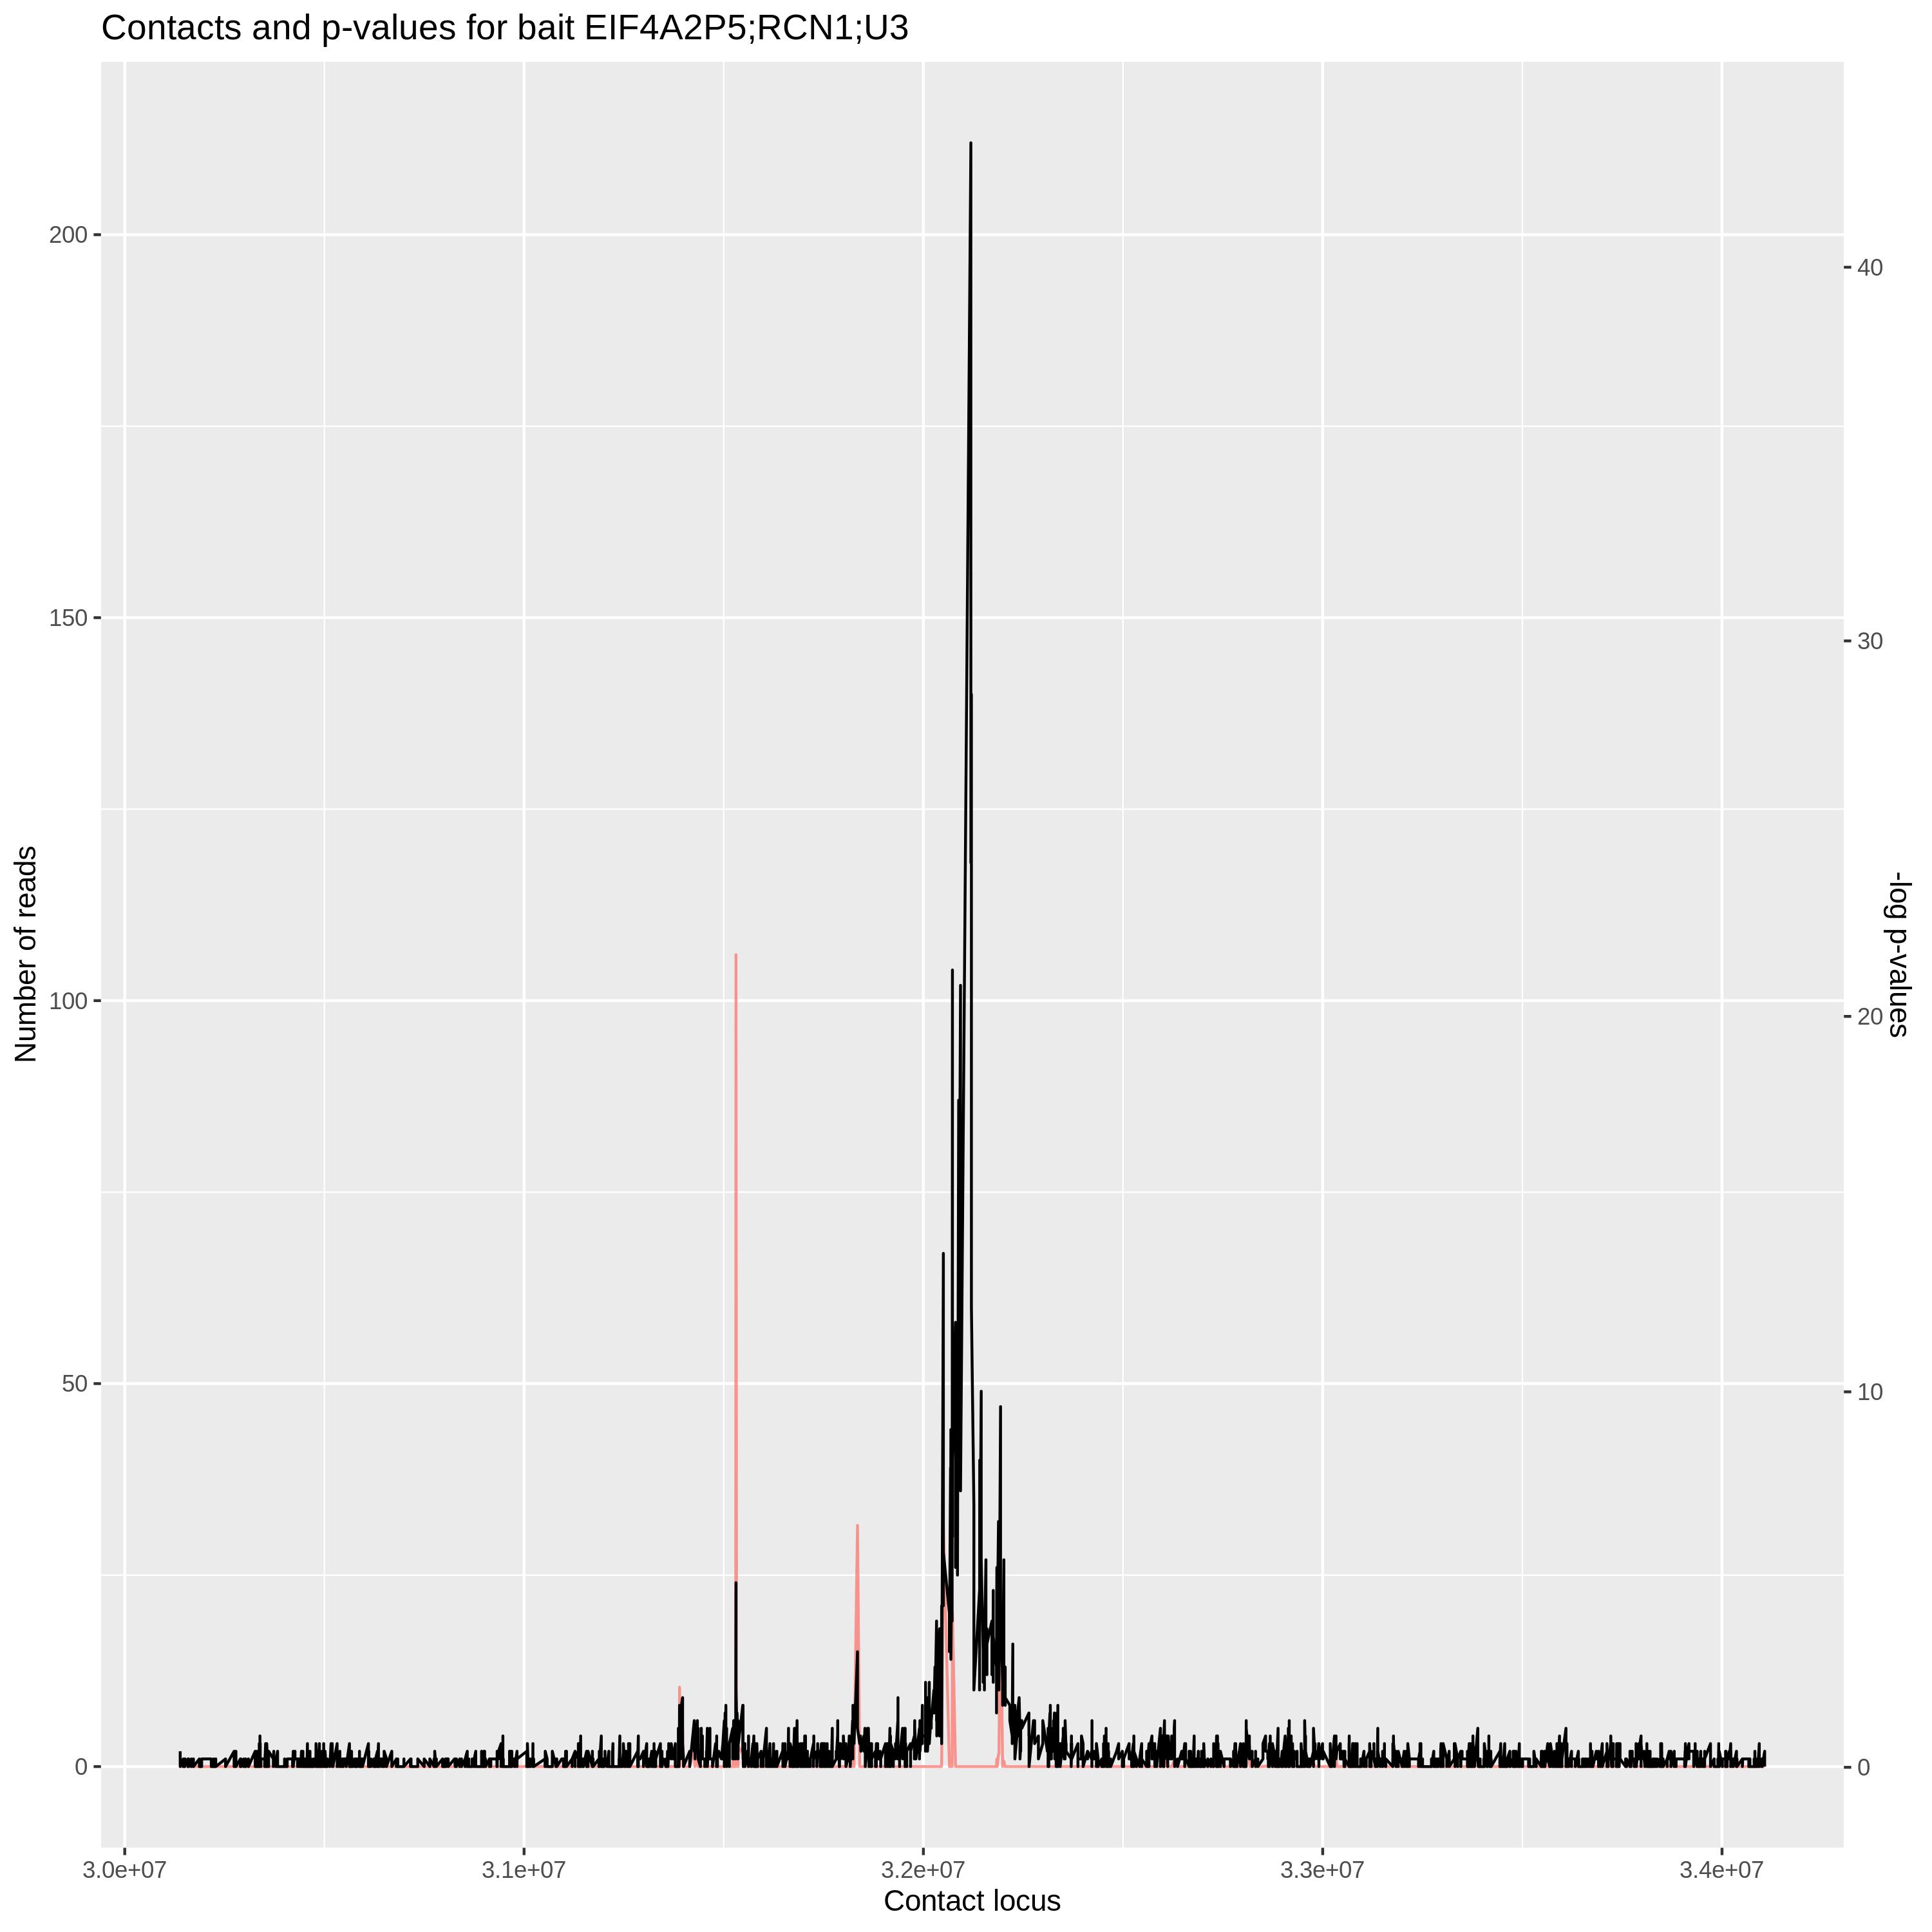 Contacts and p-values for bait EIF4A2P5;RCN1;U3
200
150
100
50
0
Number of reads
40
30
20
10
0
-log p-values
3.0e+07
3.1e+07
3.2e+07
3.3e+07
3.4e+07
Contact locus